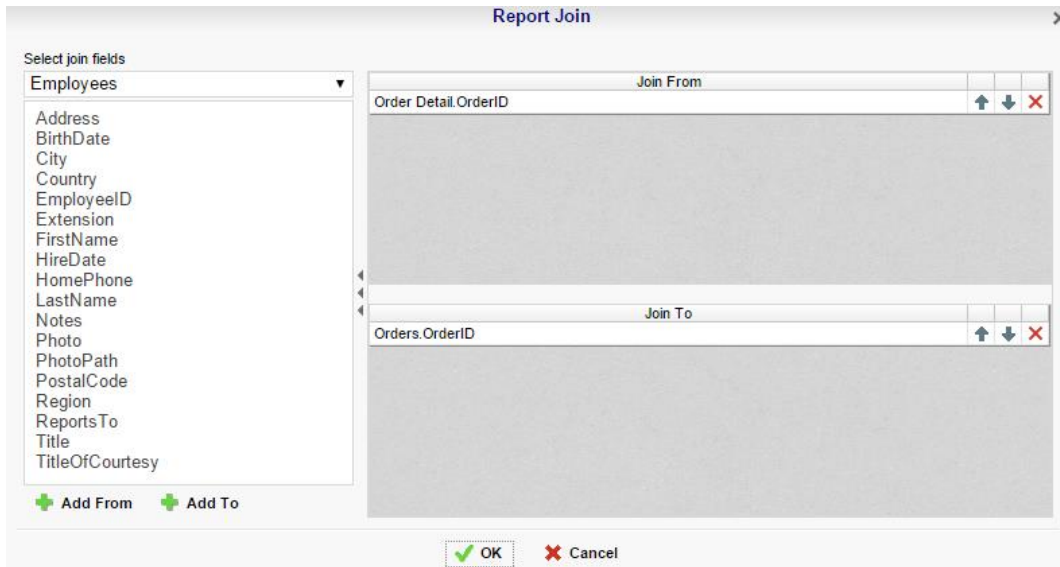 Report Join
Select join fields
Employees
Address
BirthDate
City
Country
EmployeeID
Extension
FirstName
HireDate
HomePhone
LastName
Notes
Photo
PhotoPath
PostalCode
Region
ReportsTo
Title
TitleOfCourtesy
Add From Add To
Join From
Order Detail.OrderID
Join To
Orders.OrderID
OK Cancel